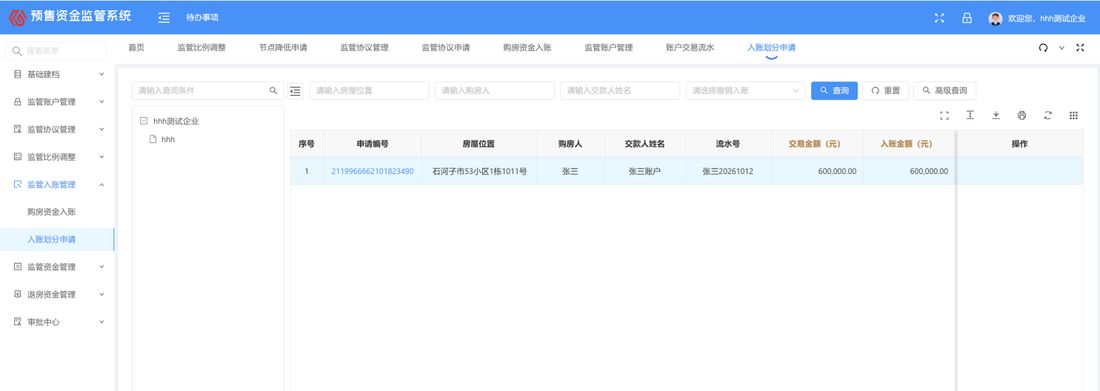 预售资金监管系统 待办事项 欢迎您，hhh测试企业
搜索菜单 首页 监管比例调整 节点降低申请 监管协议管理 监管协议申请 购房资金入账 监管账户管理 账户交易流水 入账划分申请
基础建档
监管账户管理
监管协议管理
监管比例调整
监管入账管理
购房资金入账
入账划分申请
监管资金管理
退房资金管理
审批中心
请输入查询条件 请输入房屋位置 请输入购房人 请输入交款人姓名 请选择撤销入账 查询 重置 高级查询
hhh测试企业
hhh
序号 申请编号 房屋位置 购房人 交款人姓名 流水号 交易金额（元） 入账金额（元） 操作
1 2119966662101823490 石河子市53小区1栋1011号 张三 张三账户 张三20261012 600,000.00 600,000.00